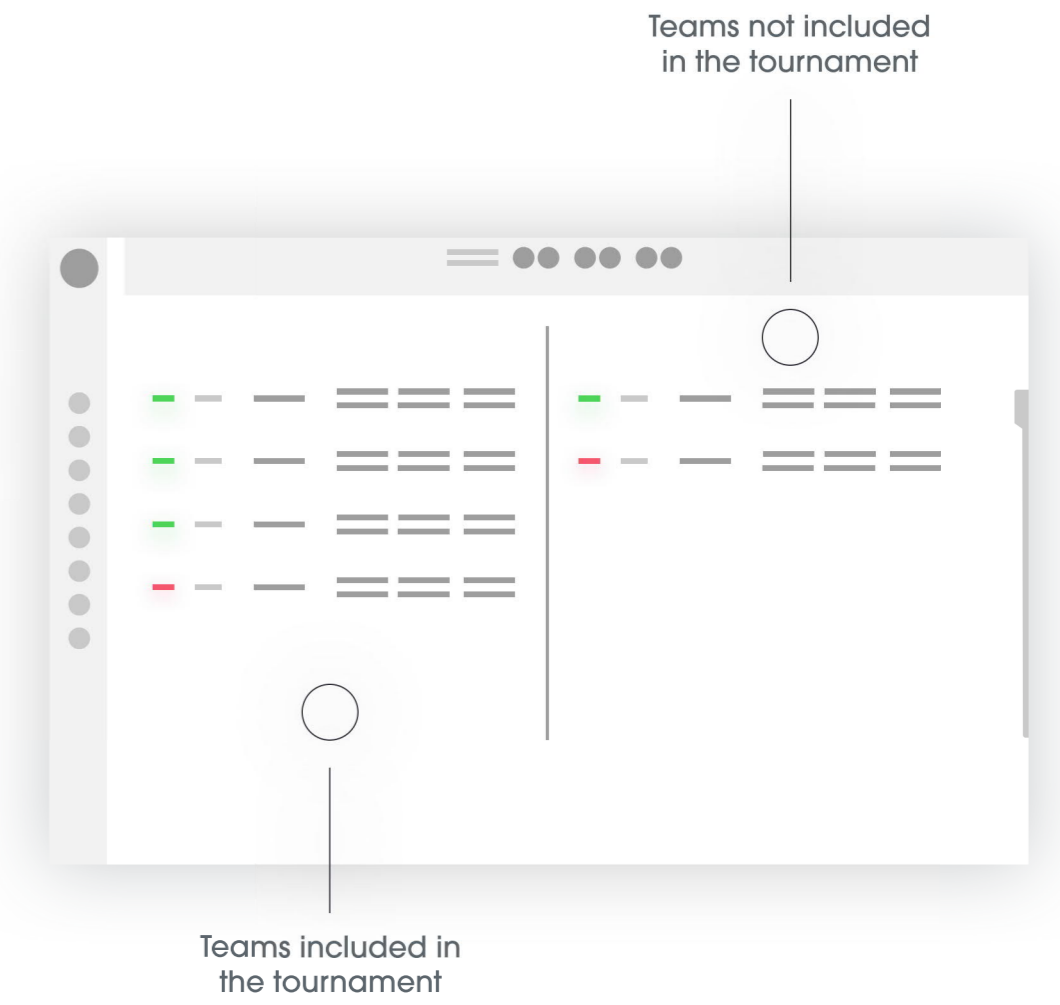 Teams not included
in the tournament
Teams included in
the tournament